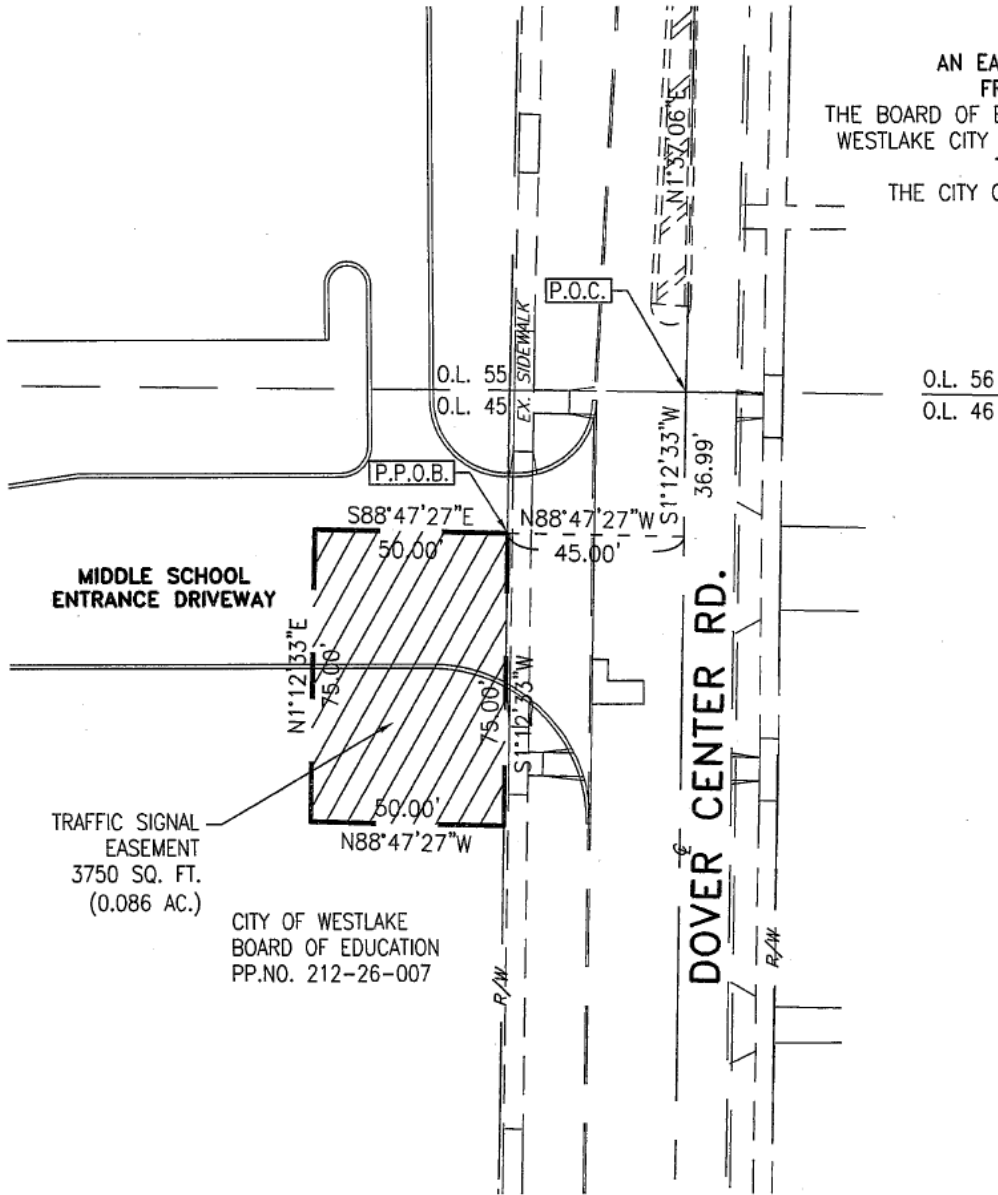 AN EA
FR
THE BOARD OF E
WESTLAKE CITY
THE CITY O
N1°37'06"E
P.O.C.
EX. SIDEWALK
O.L. 55
O.L. 45
O.L. 56
O.L. 46
S1°12'33"W
36.99'
P.P.O.B.
S88°47'27"E
50.00'
N88°47'27"W
45.00'
MIDDLE SCHOOL
ENTRANCE DRIVEWAY
N1°12'33"E
75.00'
75.00'
S1°12'33"W
50.00'
N88°47'27"W
TRAFFIC SIGNAL
EASEMENT
3750 SQ. FT.
(0.086 AC.)
CITY OF WESTLAKE
BOARD OF EDUCATION
PP.NO. 212-26-007
℄
DOVER CENTER RD.
R/W
R/W